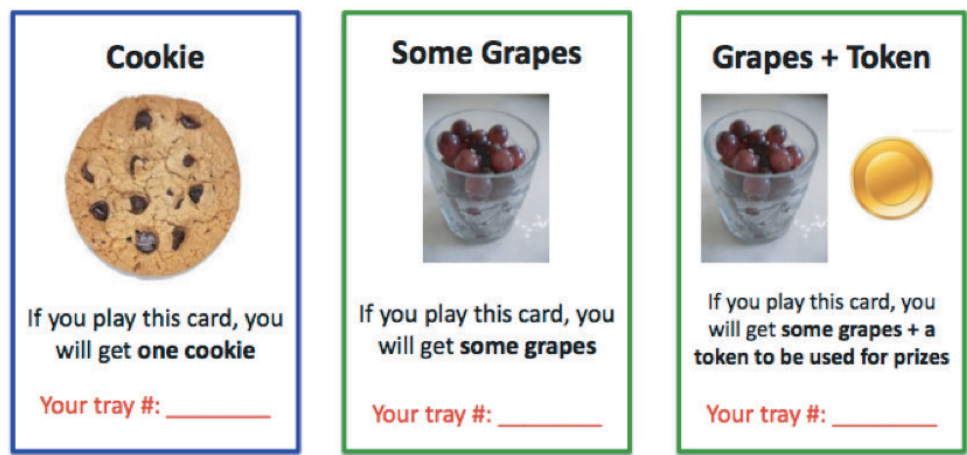 Cookie
If you play this card, you
will get one cookie
Your tray #: ________
Some Grapes
If you play this card, you
will get some grapes
Your tray #: ________
Grapes + Token
If you play this card, you
will get some grapes + a
token to be used for prizes
Your tray #: ________